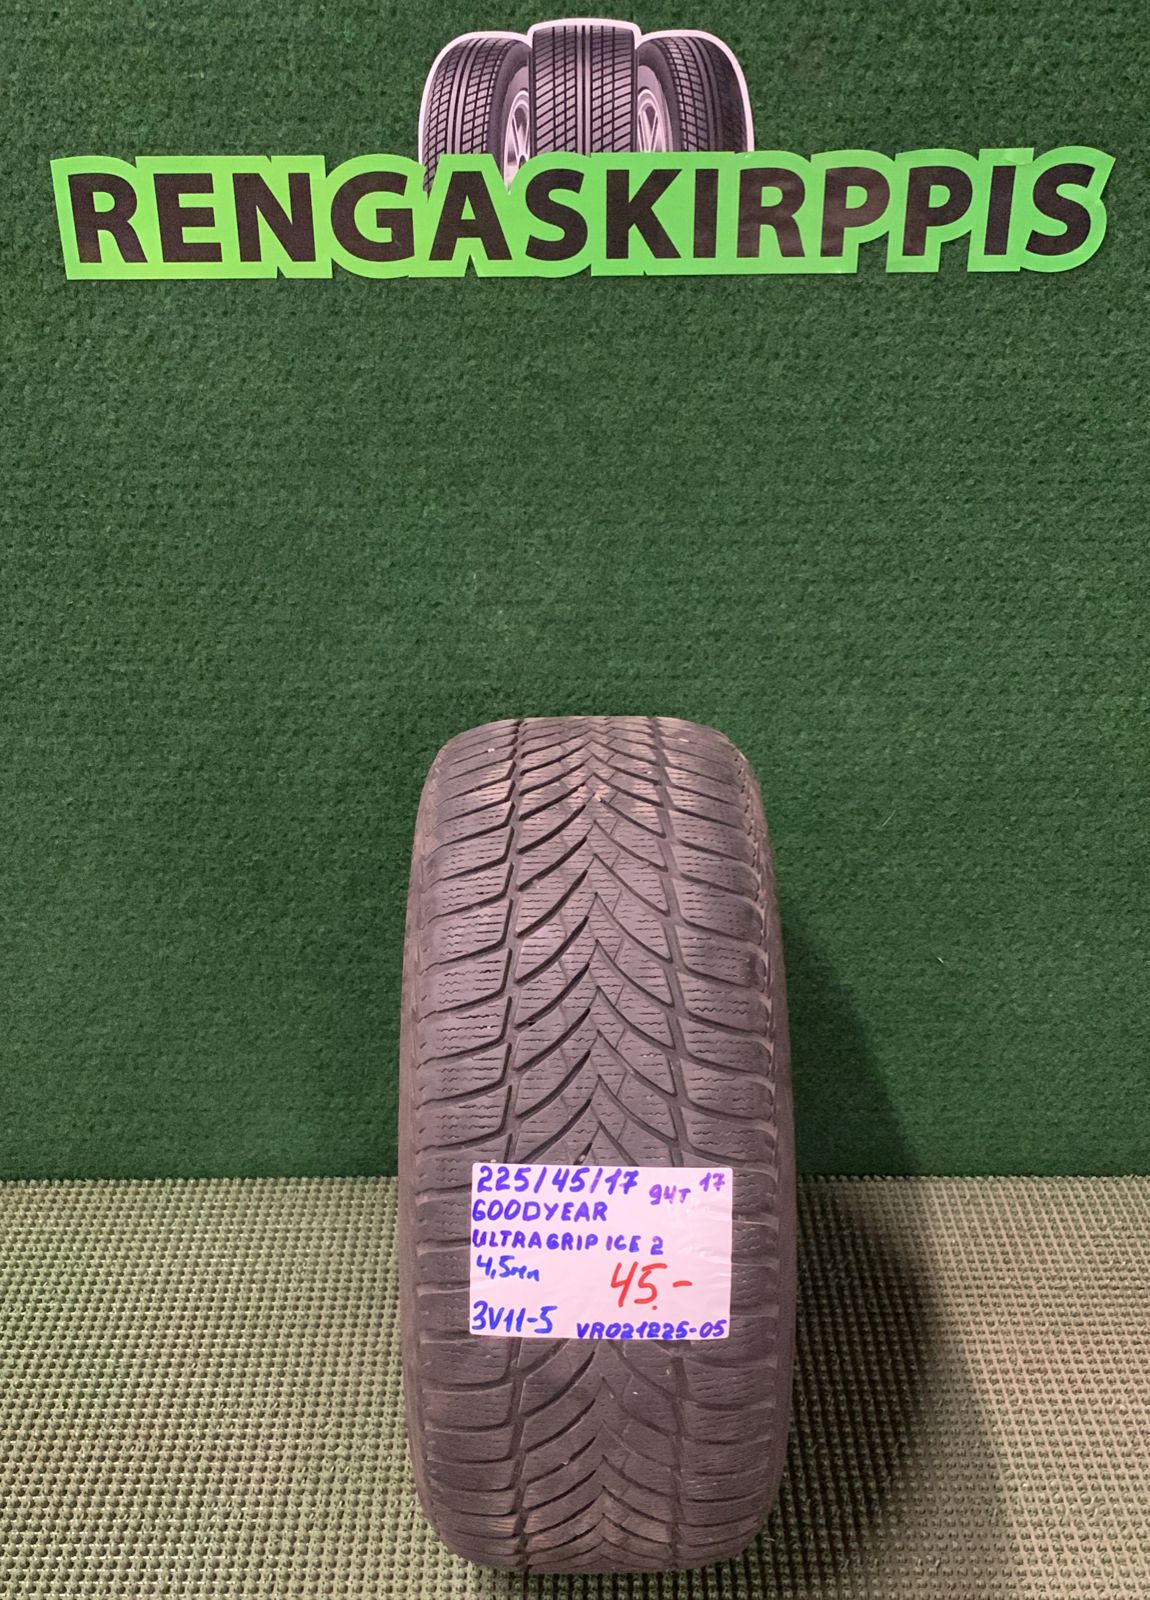 RENGASKIRPPIS
225/45/17 94T 17
GOODYEAR
ULTRAGRIP ICE 2
4,5mm 45.-
3V11-5 VR021225-05